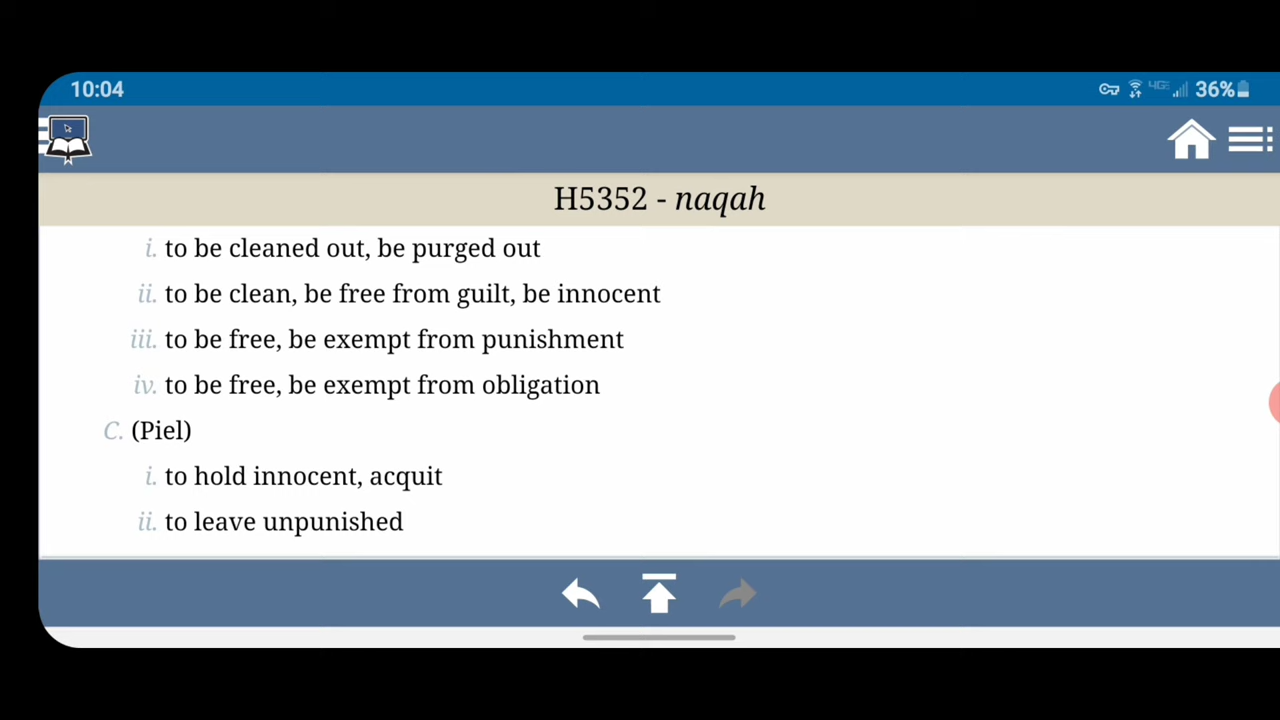 10:04
4GE 36%
H5352 - naqah
i. to be cleaned out, be purged out
ii. to be clean, be free from guilt, be innocent
iii. to be free, be exempt from punishment
iv. to be free, be exempt from obligation
C. (Piel)
i. to hold innocent, acquit
ii. to leave unpunished